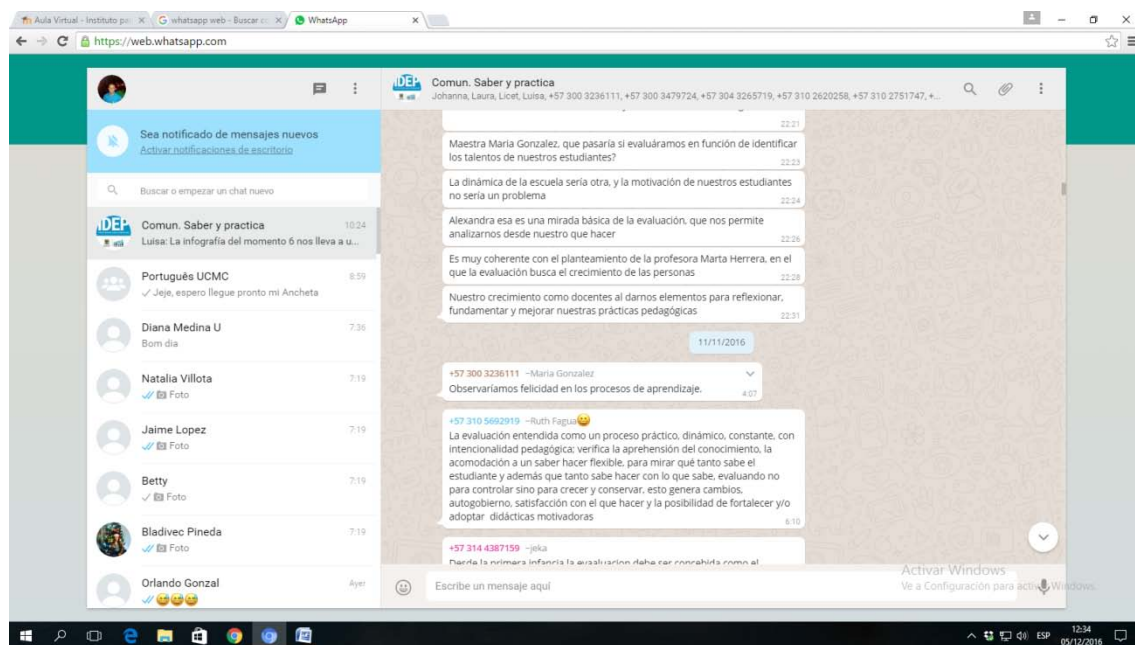 Aula Virtual - Instituto pa
whatsapp web - Buscar c
WhatsApp
https://web.whatsapp.com
IDEP
Comun. Saber y practica
Johanna, Laura, Licet, Luisa, +57 300 3236111, +57 300 3479724, +57 304 3265719, +57 310 2620258, +57 310 2751747, +...
Sea notificado de mensajes nuevos
Activar notificaciones de escritorio
Buscar o empezar un chat nuevo
IDEP
Comun. Saber y practica 10:24
Luisa: La infografía del momento 6 nos lleva a u...
Português UCMC 8:59
Jeje, espero llegue pronto mi Ancheta
Diana Medina U 7:36
Bom dia
Natalia Villota 7:19
Foto
Jaime Lopez 7:19
Foto
Betty 7:19
Foto
Bladivec Pineda 7:19
Foto
Orlando Gonzal Ayer
22:21
Maestra Maria Gonzalez, que pasaría si evaluáramos en función de identificar
los talentos de nuestros estudiantes?
22:23
La dinámica de la escuela sería otra, y la motivación de nuestros estudiantes
no sería un problema
22:24
Alexandra esa es una mirada básica de la evaluación, que nos permite
analizarnos desde nuestro que hacer
22:26
Es muy coherente con el planteamiento de la profesora Marta Herrera, en el
que la evaluación busca el crecimiento de las personas
22:28
Nuestro crecimiento como docentes al darnos elementos para reflexionar,
fundamentar y mejorar nuestras prácticas pedagógicas
22:31
11/11/2016
+57 300 3236111 ~Maria Gonzalez
Observaríamos felicidad en los procesos de aprendizaje.
4:07
+57 310 5692919 ~Ruth Fagua😄
La evaluación entendida como un proceso práctico, dinámico, constante, con
intencionalidad pedagógica; verifica la aprehensión del conocimiento, la
acomodación a un saber hacer flexible, para mirar qué tanto sabe el
estudiante y además que tanto sabe hacer con lo que sabe, evaluando no
para controlar sino para crecer y conservar, esto genera cambios,
autogobierno, satisfacción con el que hacer y la posibilidad de fortalecer y/o
adoptar didácticas motivadoras
6:10
+57 314 4387159 ~jeka
Desde la primera infancia la evaaluacion debe ser concebida como el
Escribe un mensaje aquí
Activar Windows
Ve a Configuración para activ Windows.
ESP
12:34
05/12/2016